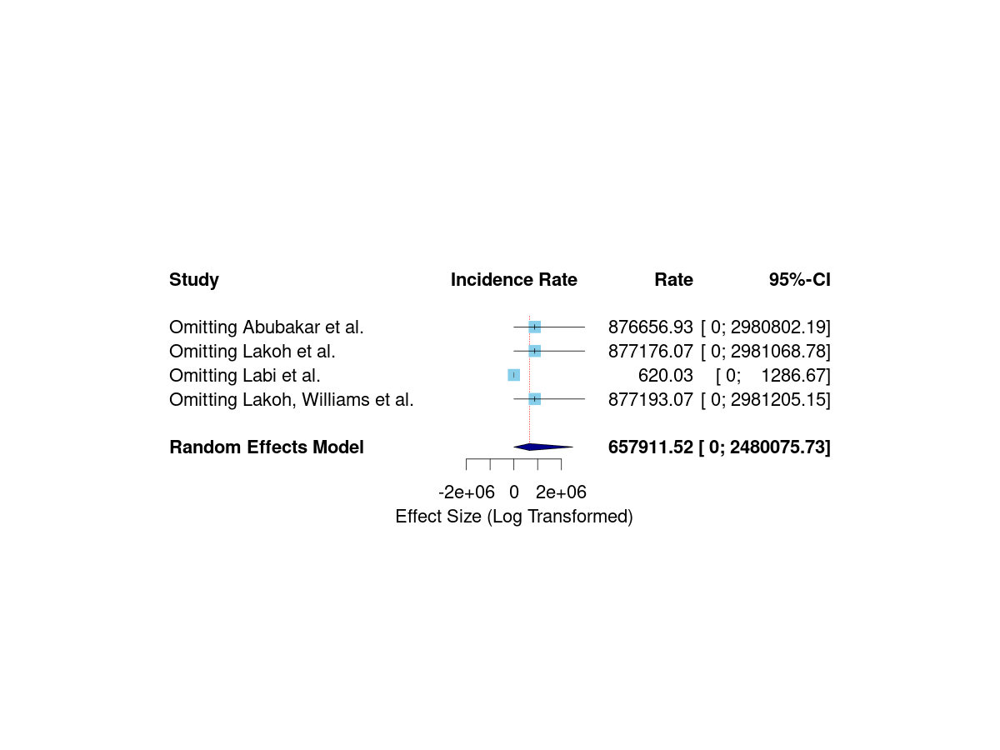 Study Incidence Rate Rate 95%-CI
Omitting Abubakar et al. 876656.93 [ 0; 2980802.19]
Omitting Lakoh et al. 877176.07 [ 0; 2981068.78]
Omitting Labi et al. 620.03 [ 0; 1286.67]
Omitting Lakoh, Williams et al. 877193.07 [ 0; 2981205.15]
Random Effects Model 657911.52 [ 0; 2480075.73]
-2e+06 0 2e+06
Effect Size (Log Transformed)